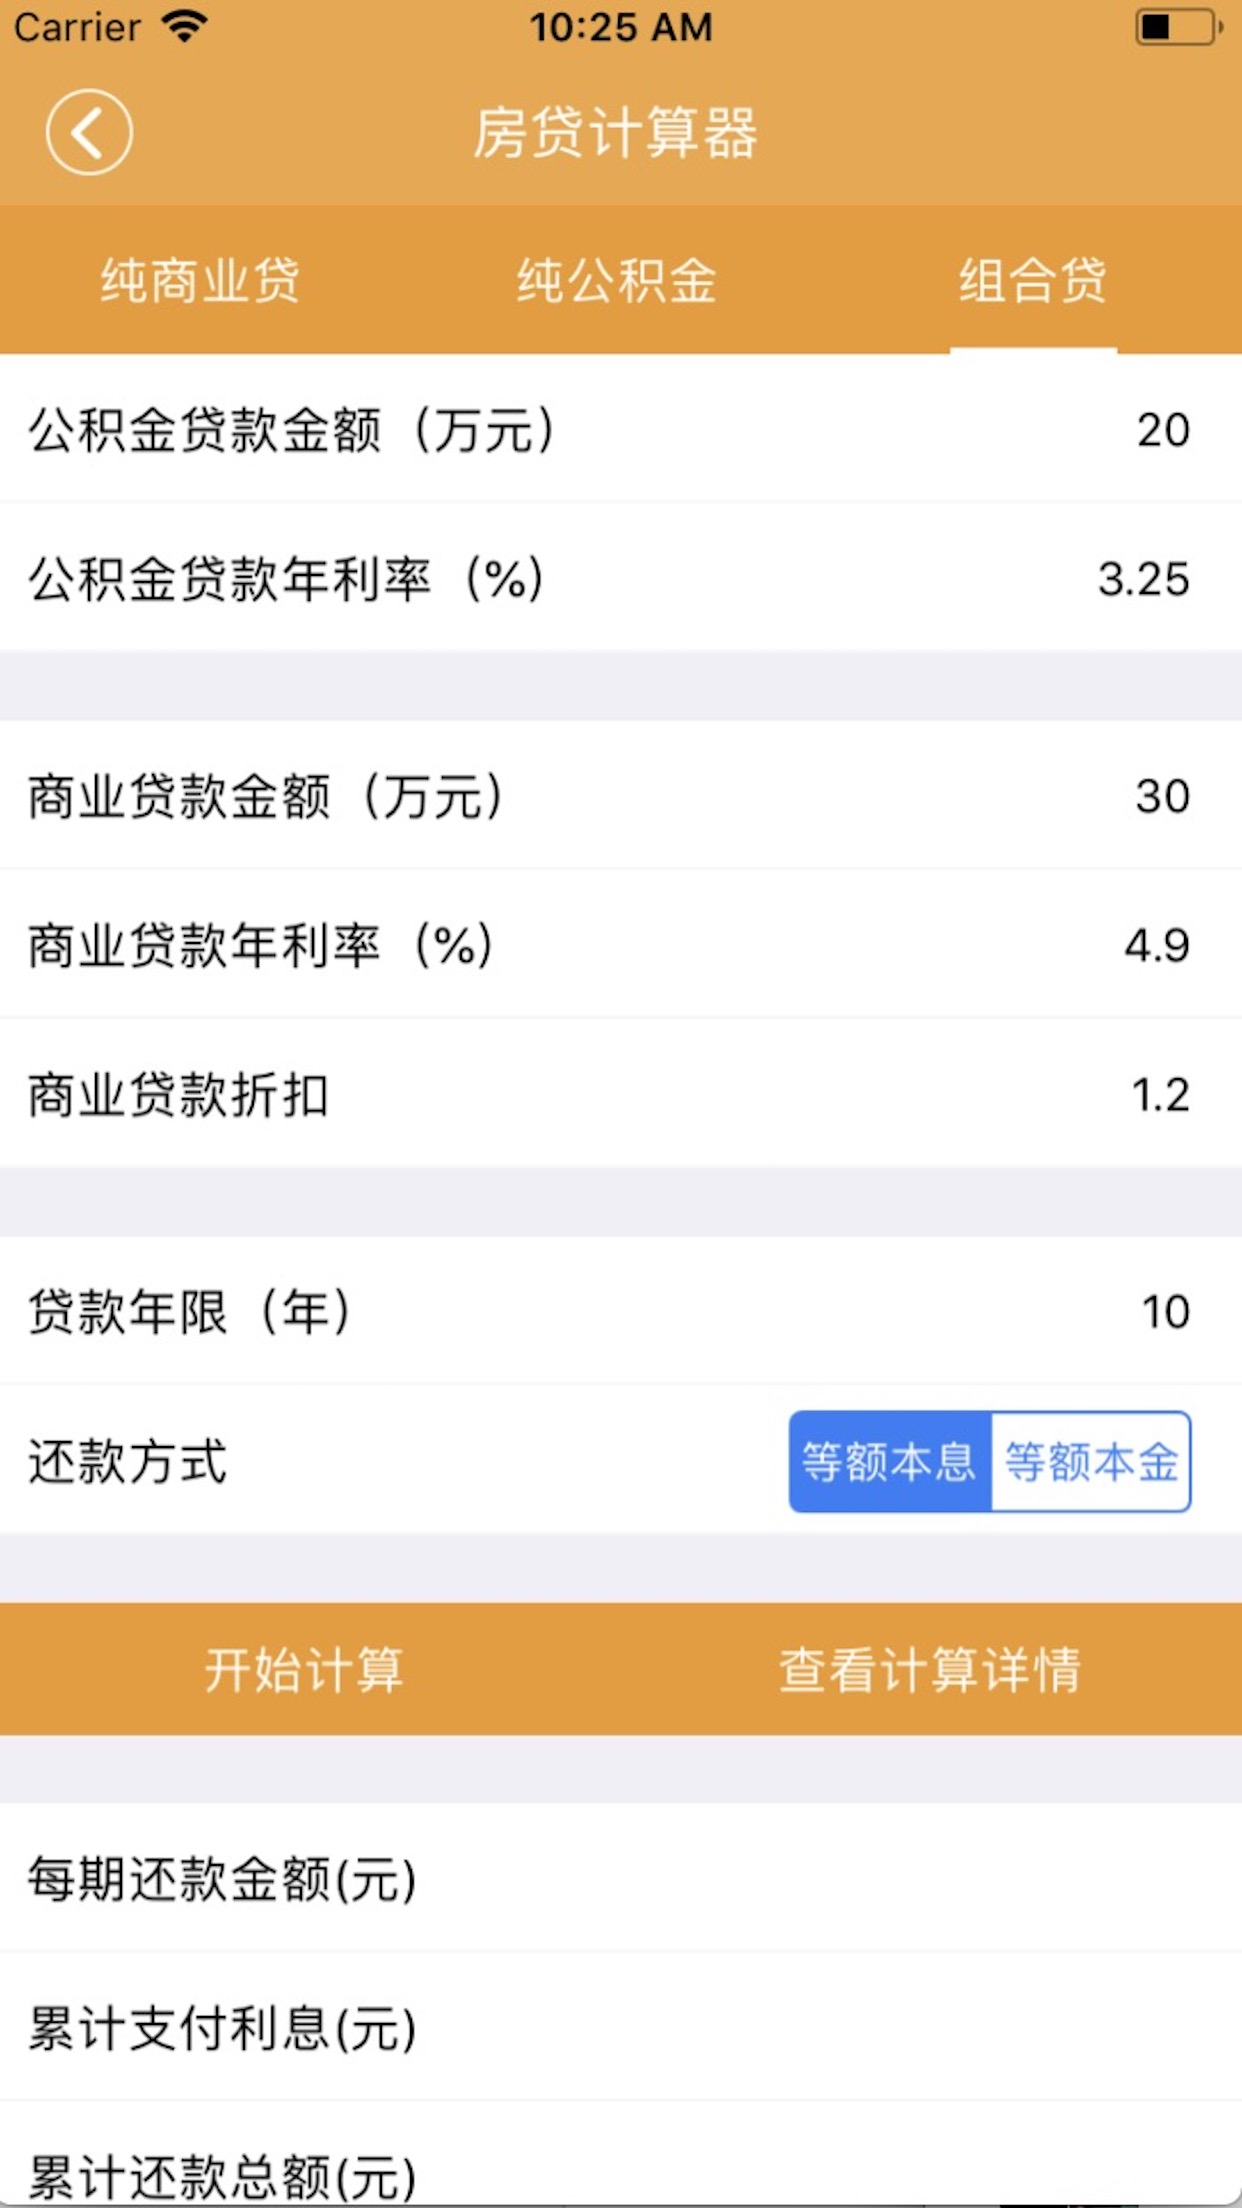 Carrier 10:25 AM
房贷计算器
纯商业贷 纯公积金 组合贷
公积金贷款金额（万元） 20
公积金贷款年利率（%） 3.25
商业贷款金额（万元） 30
商业贷款年利率（%） 4.9
商业贷款折扣 1.2
贷款年限（年） 10
还款方式 等额本息 等额本金
开始计算 查看计算详情
每期还款金额(元)
累计支付利息(元)
累计还款总额(元)